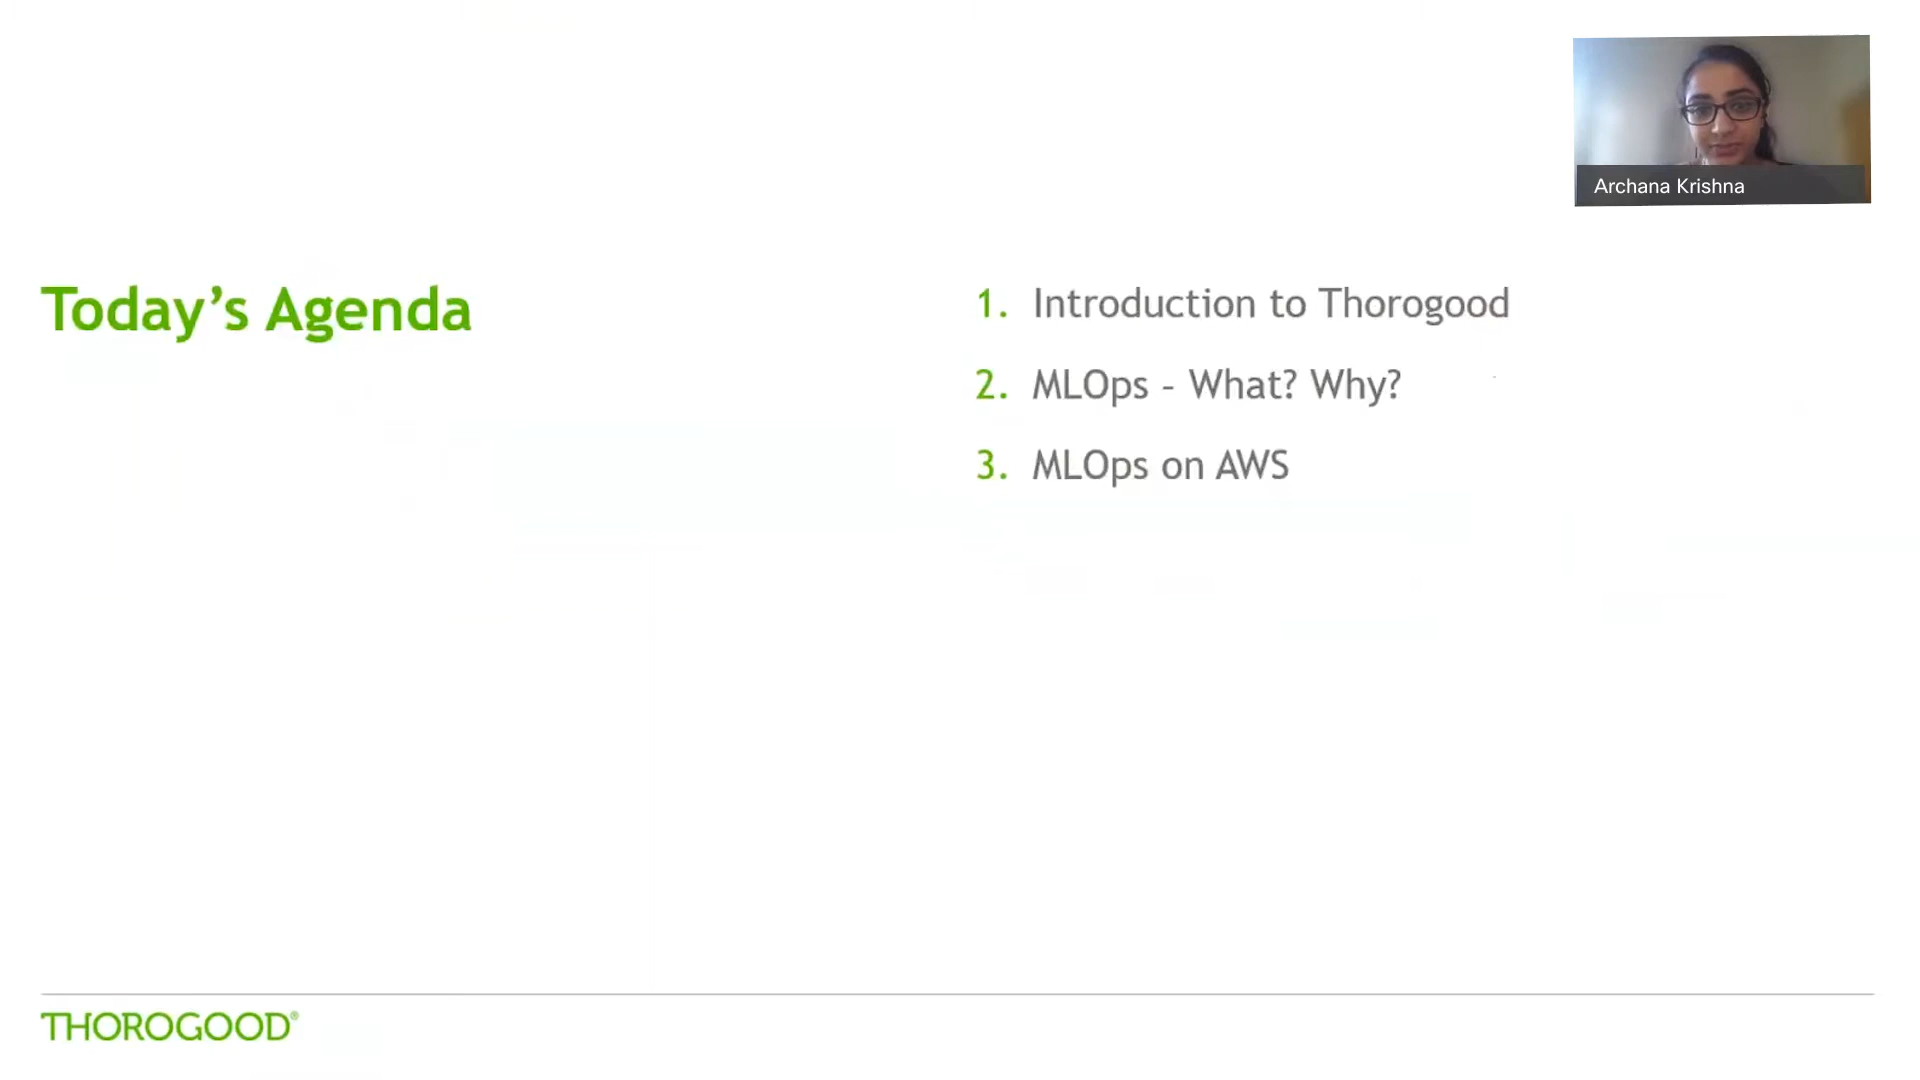 Archana Krishna
Today’s Agenda
1. Introduction to Thorogood
2. MLOps - What? Why?
3. MLOps on AWS
THOROGOOD®